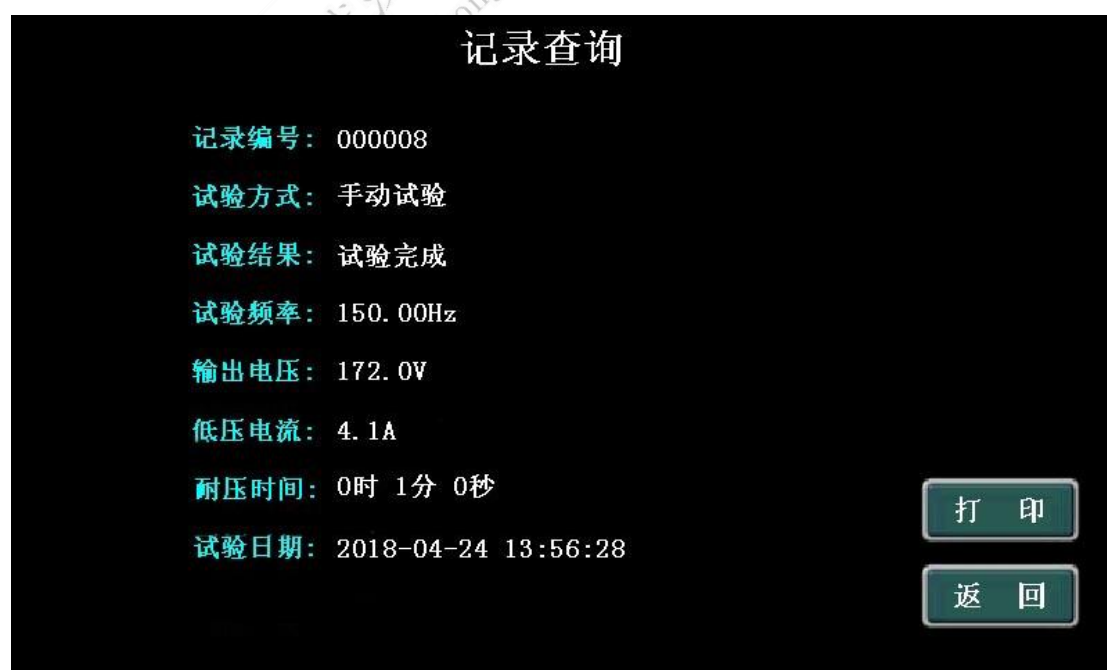 记录查询
记录编号: 000008
试验方式: 手动试验
试验结果: 试验完成
试验频率: 150.00Hz
输出电压: 172.0V
低压电流: 4.1A
耐压时间: 0时 1分 0秒
试验日期: 2018-04-24 13:56:28
打 印
返 回